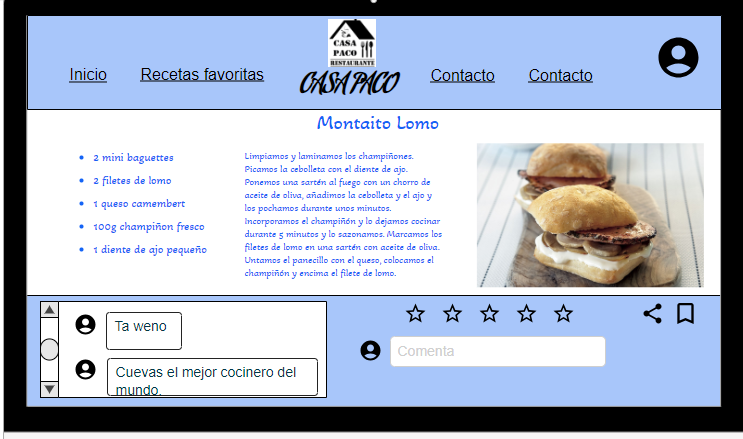 CASA
PACO
RESTAURANTE
Inicio
Recetas favoritas
CASA PACO
Contacto
Contacto
Montaito Lomo
2 mini baguettes
2 filetes de lomo
1 queso camembert
100g champiñon fresco
1 diente de ajo pequeño
Limpiamos y laminamos los champiñones.
Picamos la cebolleta con el diente de ajo.
Ponemos una sartén al fuego con un chorro de
aceite de oliva, añadimos la cebolleta y el ajo y
los pochamos durante unos minutos.
Incorporamos el champiñón y lo dejamos cocinar
durante 5 minutos y lo sazonamos. Marcamos los
filetes de lomo en una sartén con aceite de oliva.
Untamos el panecillo con el queso, colocamos el
champiñón y encima el filete de lomo.
Ta weno
Cuevas el mejor cocinero del
mundo.
Comenta